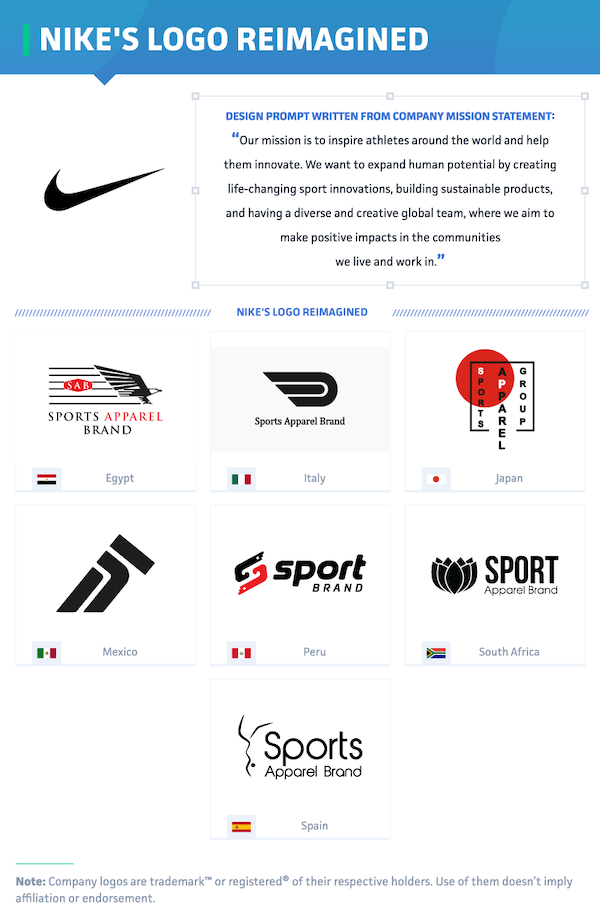 NIKE'S LOGO REIMAGINED
DESIGN PROMPT WRITTEN FROM COMPANY MISSION STATEMENT:
“Our mission is to inspire athletes around the world and help
them innovate. We want to expand human potential by creating
life-changing sport innovations, building sustainable products,
and having a diverse and creative global team, where we aim to
make positive impacts in the communities
we live and work in.”
NIKE'S LOGO REIMAGINED
SAB
SPORTS APPAREL
BRAND
Egypt
Sports Apparel Brand
Italy
SPORTS
APPAREL
GROUP
Japan
Mexico
sport
BRAND
Peru
SPORT
Apparel Brand
South Africa
Sports
Apparel Brand
Spain
Note: Company logos are trademark™ or registered® of their respective holders. Use of them doesn’t imply
affiliation or endorsement.